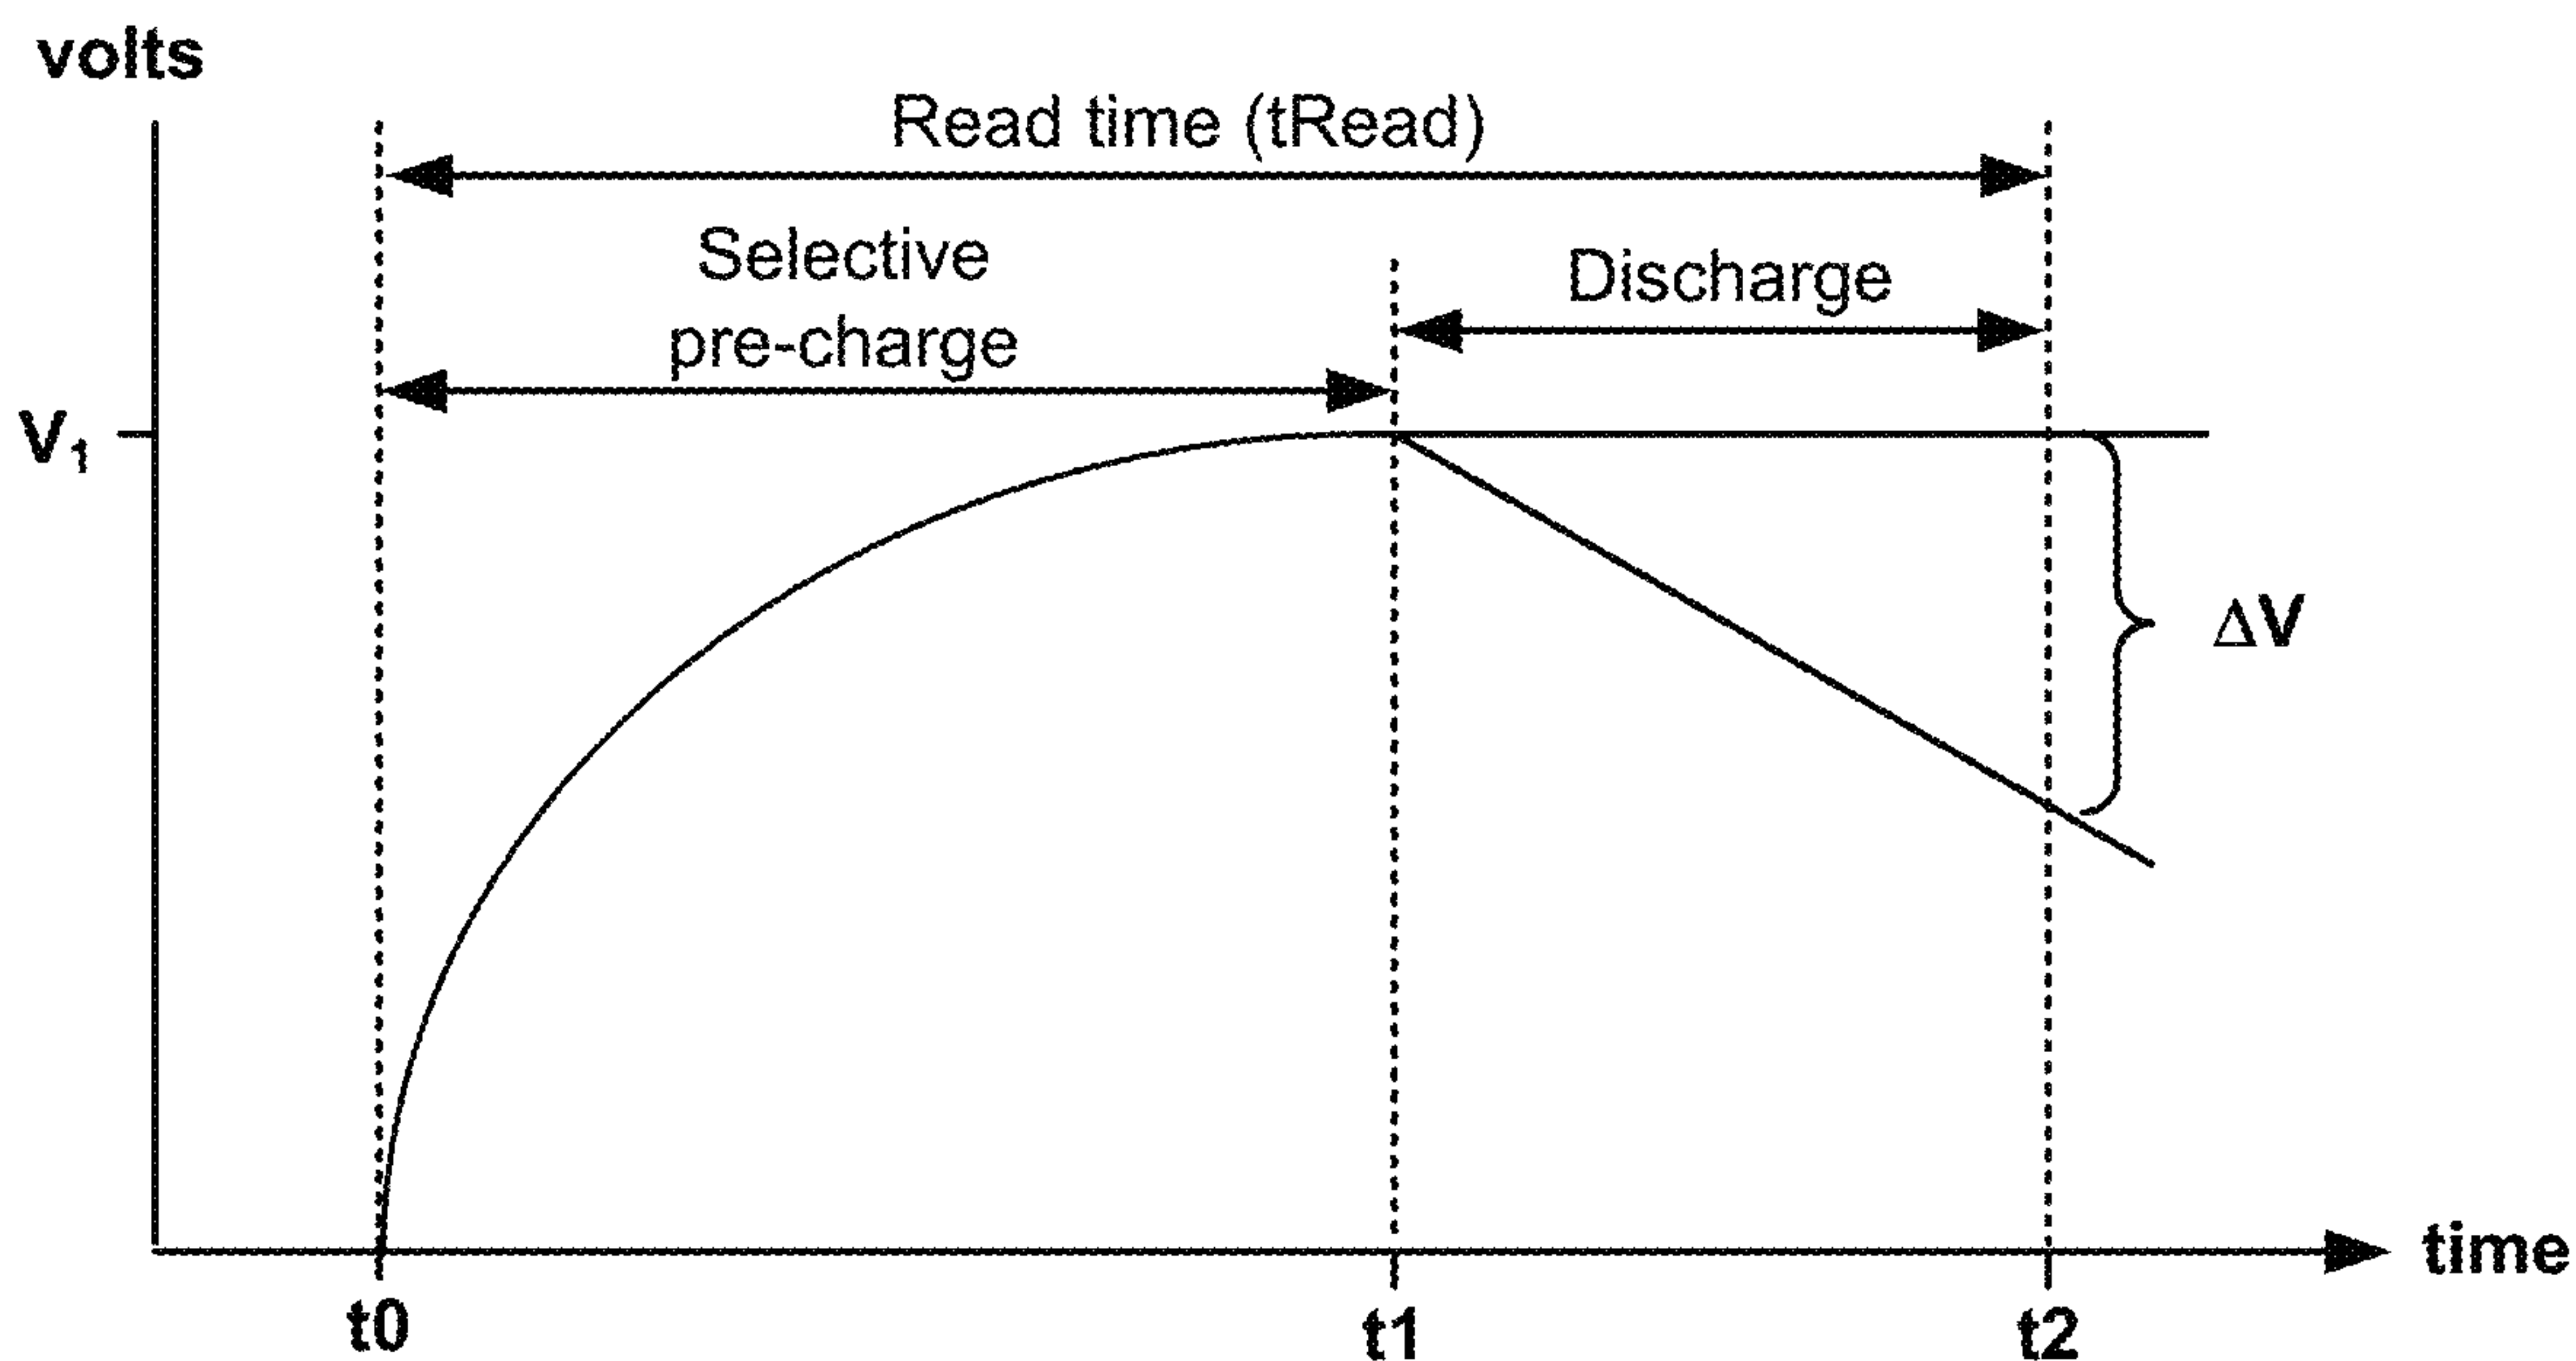 volts
Read time (tRead)
Selective
pre-charge
Discharge
V₁
ΔV
time
t0
t1
t2